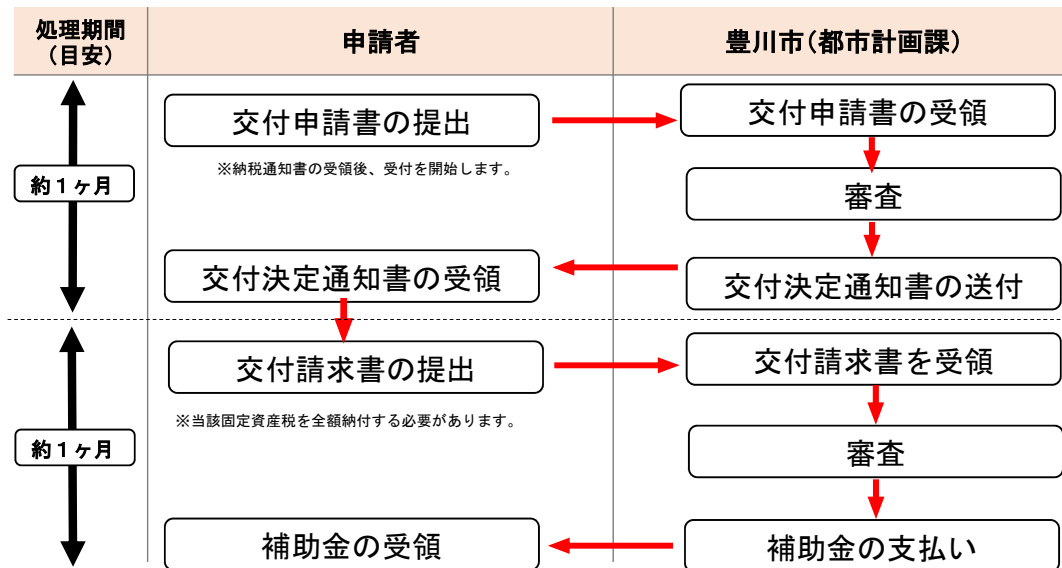 処理期間
（目安）
申請者
豊川市（都市計画課）
交付申請書の提出
交付申請書の受領
※納税通知書の受領後、受付を開始します。
約１ヶ月
審査
交付決定通知書の受領
交付決定通知書の送付
交付請求書の提出
交付請求書を受領
※当該固定資産税を全額納付する必要があります。
約１ヶ月
審査
補助金の受領
補助金の支払い